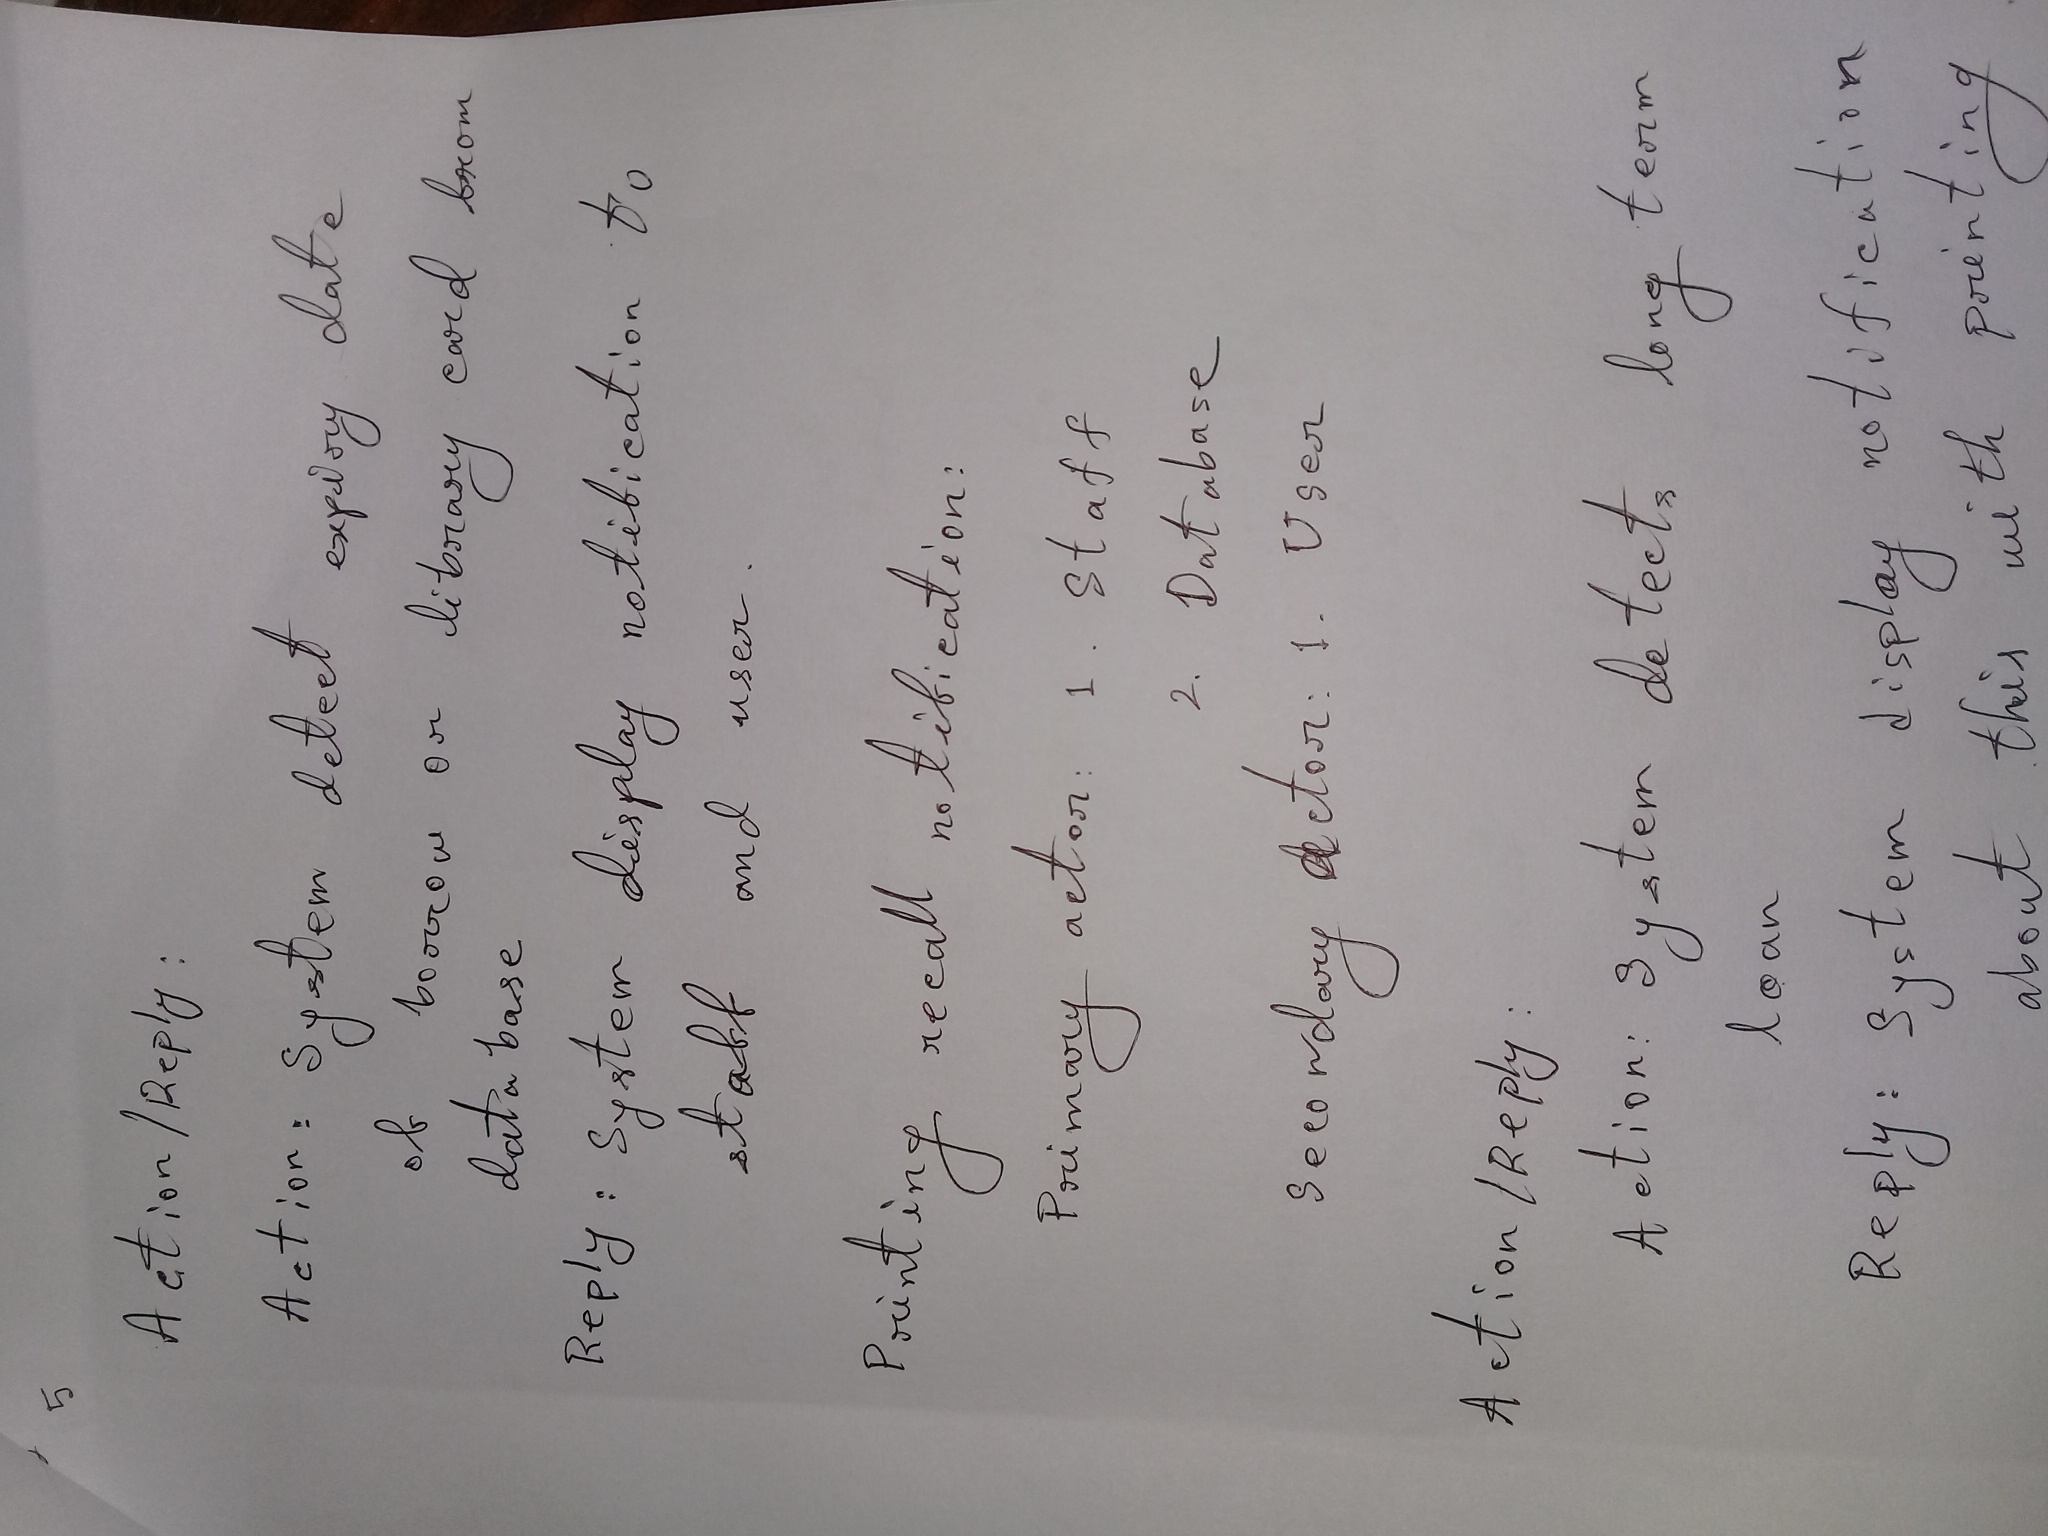 5
Action/Reply:
Action: System detect expiry date
of borrow or library card from
database
Reply: System display notification to
staff and user.
Printing recall notification:
Primary actor: 1. Staff
2. Database
Secondary actor: 1. User
Action/Reply:
Action: System detects long term
loan
Reply: System display notification
about this with printing